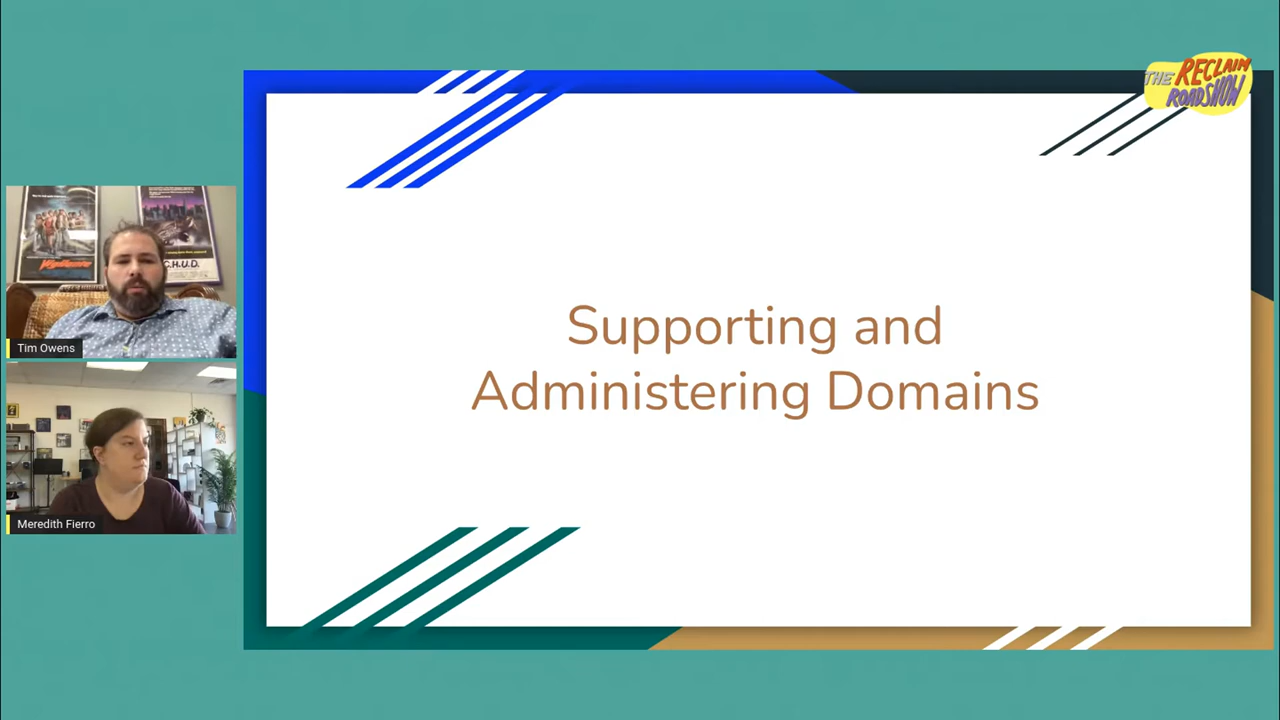 THE RECLAIM
ROADSHOW
C.H.U.D.
Tim Owens
Meredith Fierro
Supporting and
Administering Domains